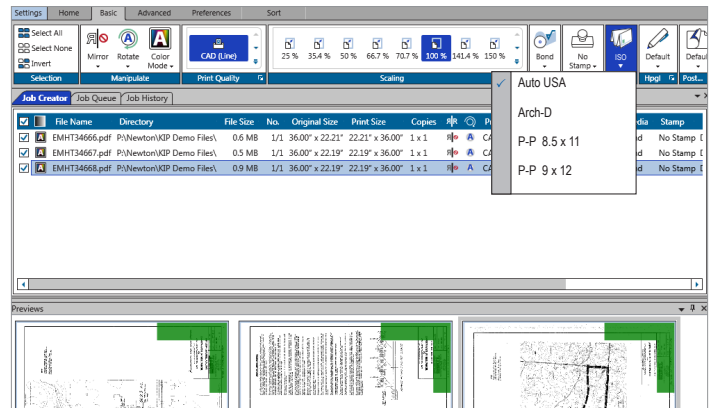 Settings Home Basic Advanced Preferences Sort
Select All
Select None
Invert
Mirror Rotate Color Mode
CAD (Line)
25 % 35.4 % 50 % 66.7 % 70.7 % 100 % 141.4 % 150 %
Bond No Stamp ISO Default Defau
Selection Manipulate Print Quality Scaling Hpgl Post...
Auto USA
Arch-D
P-P 8.5 x 11
P-P 9 x 12
Job Creator Job Queue Job History
File Name Directory File Size No. Original Size Print Size Copies R|R P dia Stamp
EMHT34666.pdf P:\Newton\KIP Demo Files\ 0.6 MB 1/1 36.00" x 22.21" 22.21" x 36.00" 1 x 1 A CA d No Stamp D
EMHT34667.pdf P:\Newton\KIP Demo Files\ 0.5 MB 1/1 36.00" x 22.19" 22.19" x 36.00" 1 x 1 A CA d No Stamp D
EMHT34668.pdf P:\Newton\KIP Demo Files\ 0.9 MB 1/1 36.00" x 22.19" 22.19" x 36.00" 1 x 1 A CA d No Stamp D
Previews